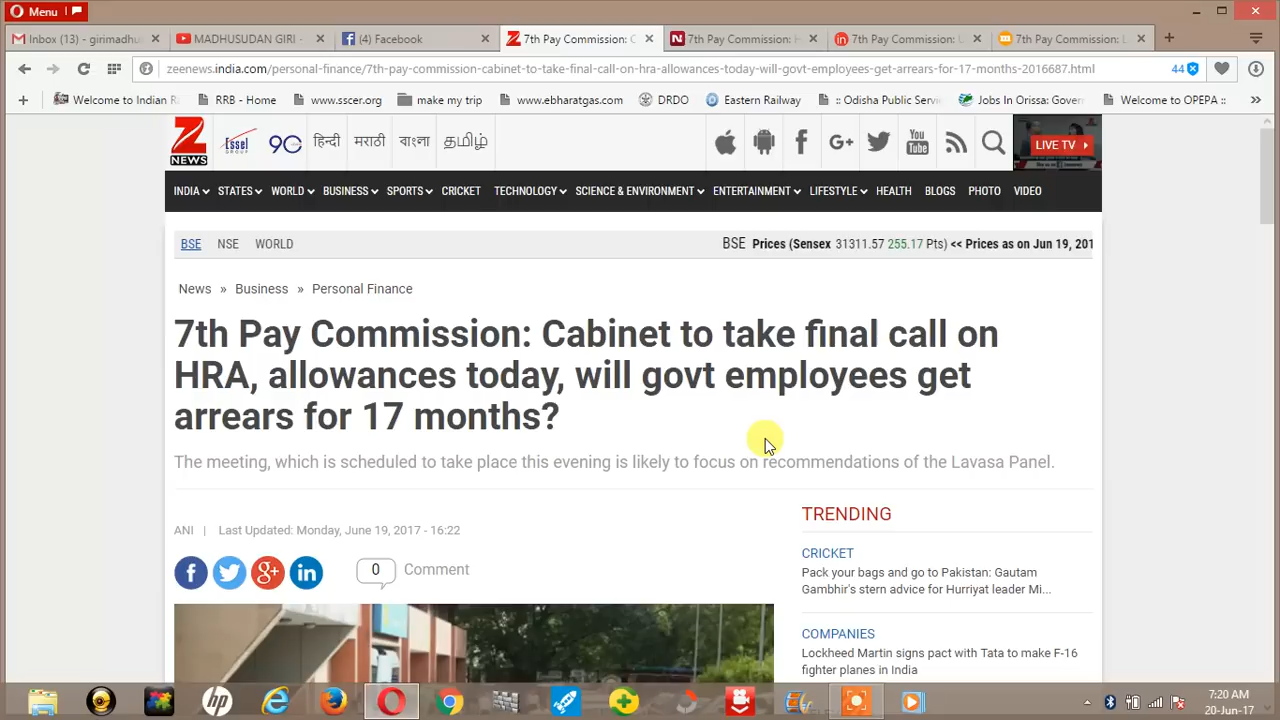 Menu
Inbox (13) - girimadhu
MADHUSUDAN GIRI -
(4) Facebook
7th Pay Commission: C
7th Pay Commission: H
7th Pay Commission: U
7th Pay Commission: L
zeenews.india.com/personal-finance/7th-pay-commission-cabinet-to-take-final-call-on-hra-allowances-today-will-govt-employees-get-arrears-for-17-months-2016687.html
44
Welcome to Indian R
RRB - Home
www.sscer.org
make my trip
www.ebharatgas.com
DRDO
Eastern Railway
:: Odisha Public Servic
Jobs In Orissa: Govern
Welcome to OPEPA ::
Z NEWS
Essel GROUP
90
हिन्दी
मराठी
বাংলা
தமிழ்
G+
You Tube
LIVE TV
INDIA STATES WORLD BUSINESS SPORTS CRICKET TECHNOLOGY SCIENCE & ENVIRONMENT ENTERTAINMENT LIFESTYLE HEALTH BLOGS PHOTO VIDEO
BSE NSE WORLD
BSE Prices (Sensex 31311.57 255.17 Pts) << Prices as on Jun 19, 201
News » Business » Personal Finance
7th Pay Commission: Cabinet to take final call on
HRA, allowances today, will govt employees get
arrears for 17 months?
The meeting, which is scheduled to take place this evening is likely to focus on recommendations of the Lavasa Panel.
ANI | Last Updated: Monday, June 19, 2017 - 16:22
0 Comment
TRENDING
CRICKET
Pack your bags and go to Pakistan: Gautam
Gambhir's stern advice for Hurriyat leader Mi...
COMPANIES
Lockheed Martin signs pact with Tata to make F-16
fighter planes in India
7:20 AM
20-Jun-17